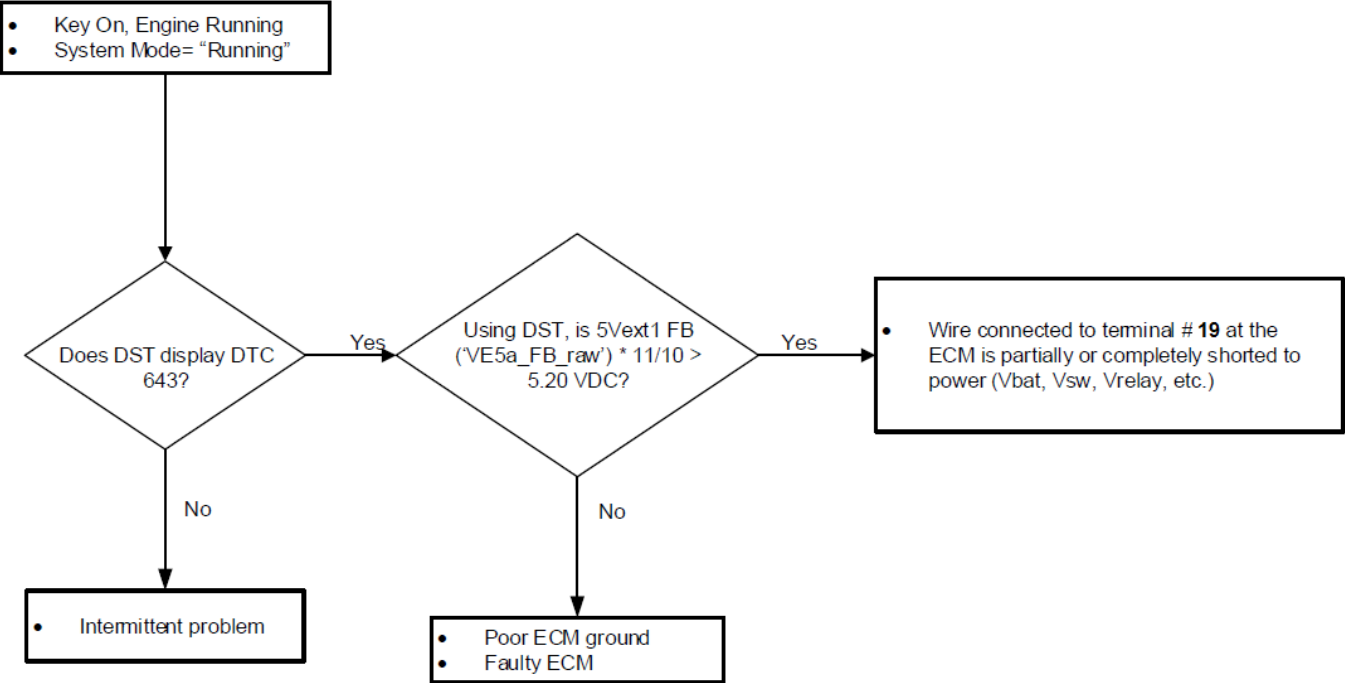 • Key On, Engine Running
• System Mode= “Running”
Does DST display DTC
643?
Yes
Using DST, is 5Vext1 FB
(‘VE5a_FB_raw’) * 11/10 >
5.20 VDC?
Yes
• Wire connected to terminal # 19 at the
ECM is partially or completely shorted to
power (Vbat, Vsw, Vrelay, etc.)
No
No
• Intermittent problem
• Poor ECM ground
• Faulty ECM